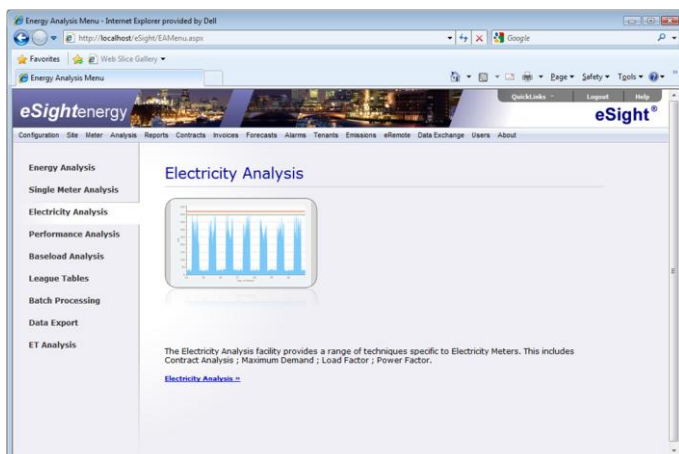 Energy Analysis Menu - Internet Explorer provided by Dell
http://localhost/eSight/EAMenu.aspx
Google
Favorites
Web Slice Gallery
Energy Analysis Menu
Page
Safety
Tools
QuickLinks
Logout
Help
eSightenergy
eSight®
Configuration Site Meter Analysis Reports Contracts Invoices Forecasts Alarms Tenants Emissions eRemote Data Exchange Users About
Energy Analysis
Single Meter Analysis
Electricity Analysis
Performance Analysis
Baseload Analysis
League Tables
Batch Processing
Data Export
ET Analysis
Electricity Analysis
The Electricity Analysis facility provides a range of techniques specific to Electricity Meters. This includes
Contract Analysis ; Maximum Demand ; Load Factor ; Power Factor.
Electricity Analysis »